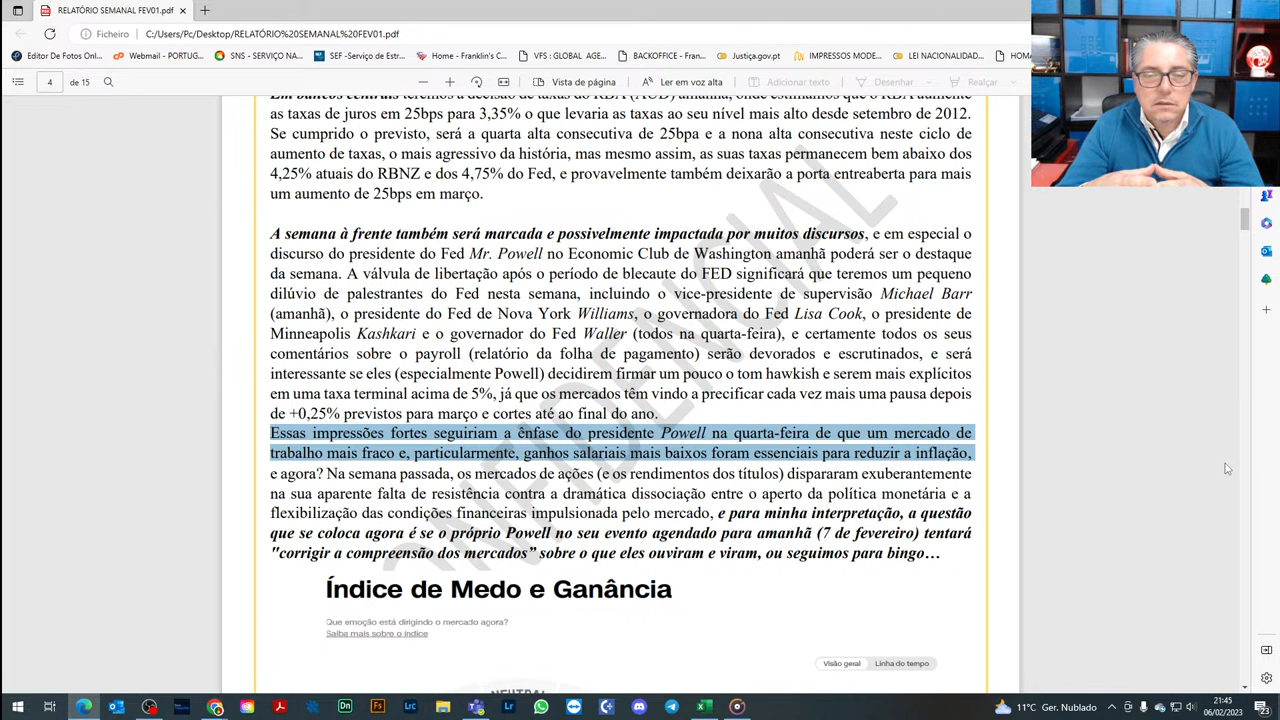 RELATÓRIO SEMANAL FEV01.pdf
Ficheiro C:/Users/Pc/Desktop/RELATÓRIO%20SEMANAL%20FEV01.pdf
Editor De Fotos Onl... Webmail - PORTUG... SNS - SERVIÇO NA... SEF -Serviço de Estr... Home - Franklin's C... VFS : GLOBAL AGE... BACKOFFICE - Fran... Justiça.gov.pt IMPRESSOS MODE... LEI NACIONALIDAD... HOMA
4 de 15 Vista de página Ler em voz alta Adicionar texto Desenhar Realçar
as taxas de juros em 25bps para 3,35% o que levaria as taxas ao seu nível mais alto desde setembro de 2012.
Se cumprido o previsto, será a quarta alta consecutiva de 25bpa e a nona alta consecutiva neste ciclo de
aumento de taxas, o mais agressivo da história, mas mesmo assim, as suas taxas permanecem bem abaixo dos
4,25% atuais do RBNZ e dos 4,75% do Fed, e provavelmente também deixarão a porta entreaberta para mais
um aumento de 25bps em março.
A semana à frente também será marcada e possivelmente impactada por muitos discursos, e em especial o
discurso do presidente do Fed Mr. Powell no Economic Club de Washington amanhã poderá ser o destaque
da semana. A válvula de libertação após o período de blecaute do FED significará que teremos um pequeno
dilúvio de palestrantes do Fed nesta semana, incluindo o vice-presidente de supervisão Michael Barr
(amanhã), o presidente do Fed de Nova York Williams, o governadora do Fed Lisa Cook, o presidente de
Minneapolis Kashkari e o governador do Fed Waller (todos na quarta-feira), e certamente todos os seus
comentários sobre o payroll (relatório da folha de pagamento) serão devorados e escrutinados, e será
interessante se eles (especialmente Powell) decidirem firmar um pouco o tom hawkish e serem mais explícitos
em uma taxa terminal acima de 5%, já que os mercados têm vindo a precificar cada vez mais uma pausa depois
de +0,25% previstos para março e cortes até ao final do ano.
Essas impressões fortes seguiriam a ênfase do presidente Powell na quarta-feira de que um mercado de
trabalho mais fraco e, particularmente, ganhos salariais mais baixos foram essenciais para reduzir a inflação,
e agora? Na semana passada, os mercados de ações (e os rendimentos dos títulos) dispararam exuberantemente
na sua aparente falta de resistência contra a dramática dissociação entre o aperto da política monetária e a
flexibilização das condições financeiras impulsionada pelo mercado, e para minha interpretação, a questão
que se coloca agora é se o próprio Powell no seu evento agendado para amanhã (7 de fevereiro) tentará
"corrigir a compreensão dos mercados” sobre o que eles ouviram e viram, ou seguimos para bingo…
CONFIDENCIAL
Índice de Medo e Ganância
Que emoção está dirigindo o mercado agora?
Saiba mais sobre o índice
Visão geral Linha do tempo
NEUTRAL
11°C Ger. Nublado 21:45
06/02/2023 23